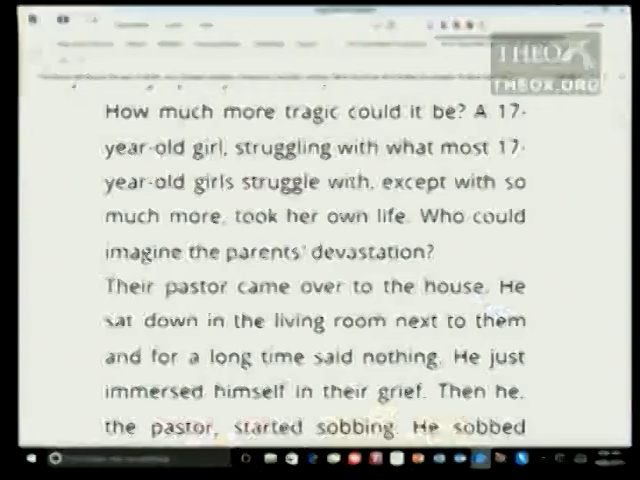 THEO
THEOX.ORG
How much more tragic could it be? A 17-
year-old girl, struggling with what most 17-
year-old girls struggle with, except with so
much more, took her own life. Who could
imagine the parents' devastation?
Their pastor came over to the house. He
sat down in the living room next to them
and for a long time said nothing. He just
immersed himself in their grief. Then he,
the pastor, started sobbing. He sobbed